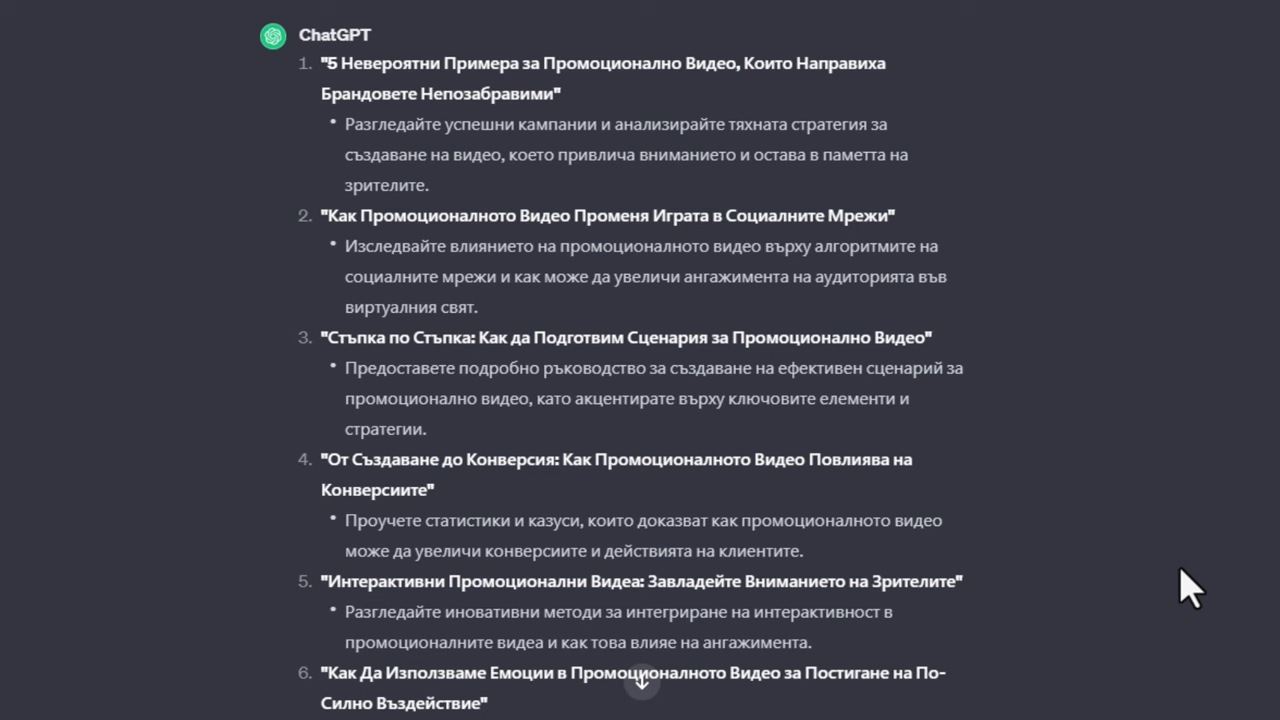 ChatGPT
1. "5 Невероятни Примера за Промоционално Видео, Които Направиха
Брандовете Непозабравими"
• Разгледайте успешни кампании и анализирайте тяхната стратегия за
създаване на видео, което привлича вниманието и остава в паметта на
зрителите.
2. "Как Промоционалното Видео Променя Играта в Социалните Мрежи"
• Изследвайте влиянието на промоционалното видео върху алгоритмите на
социалните мрежи и как може да увеличи ангажимента на аудиторията във
виртуалния свят.
3. "Стъпка по Стъпка: Как да Подготвим Сценария за Промоционално Видео"
• Предоставете подробно ръководство за създаване на ефективен сценарий за
промоционално видео, като акцентирате върху ключовите елементи и
стратегии.
4. "От Създаване до Конверсия: Как Промоционалното Видео Повлиява на
Конверсиите"
• Проучете статистики и казуси, които доказват как промоционалното видео
може да увеличи конверсиите и действията на клиентите.
5. "Интерактивни Промоционални Видеа: Завладейте Вниманието на Зрителите"
• Разгледайте иновативни методи за интегриране на интерактивност в
промоционалните видеа и как това влияе на ангажимента.
6. "Как Да Използваме Емоции в Промоционалното Видео за Постигане на По-
Силно Въздействие"